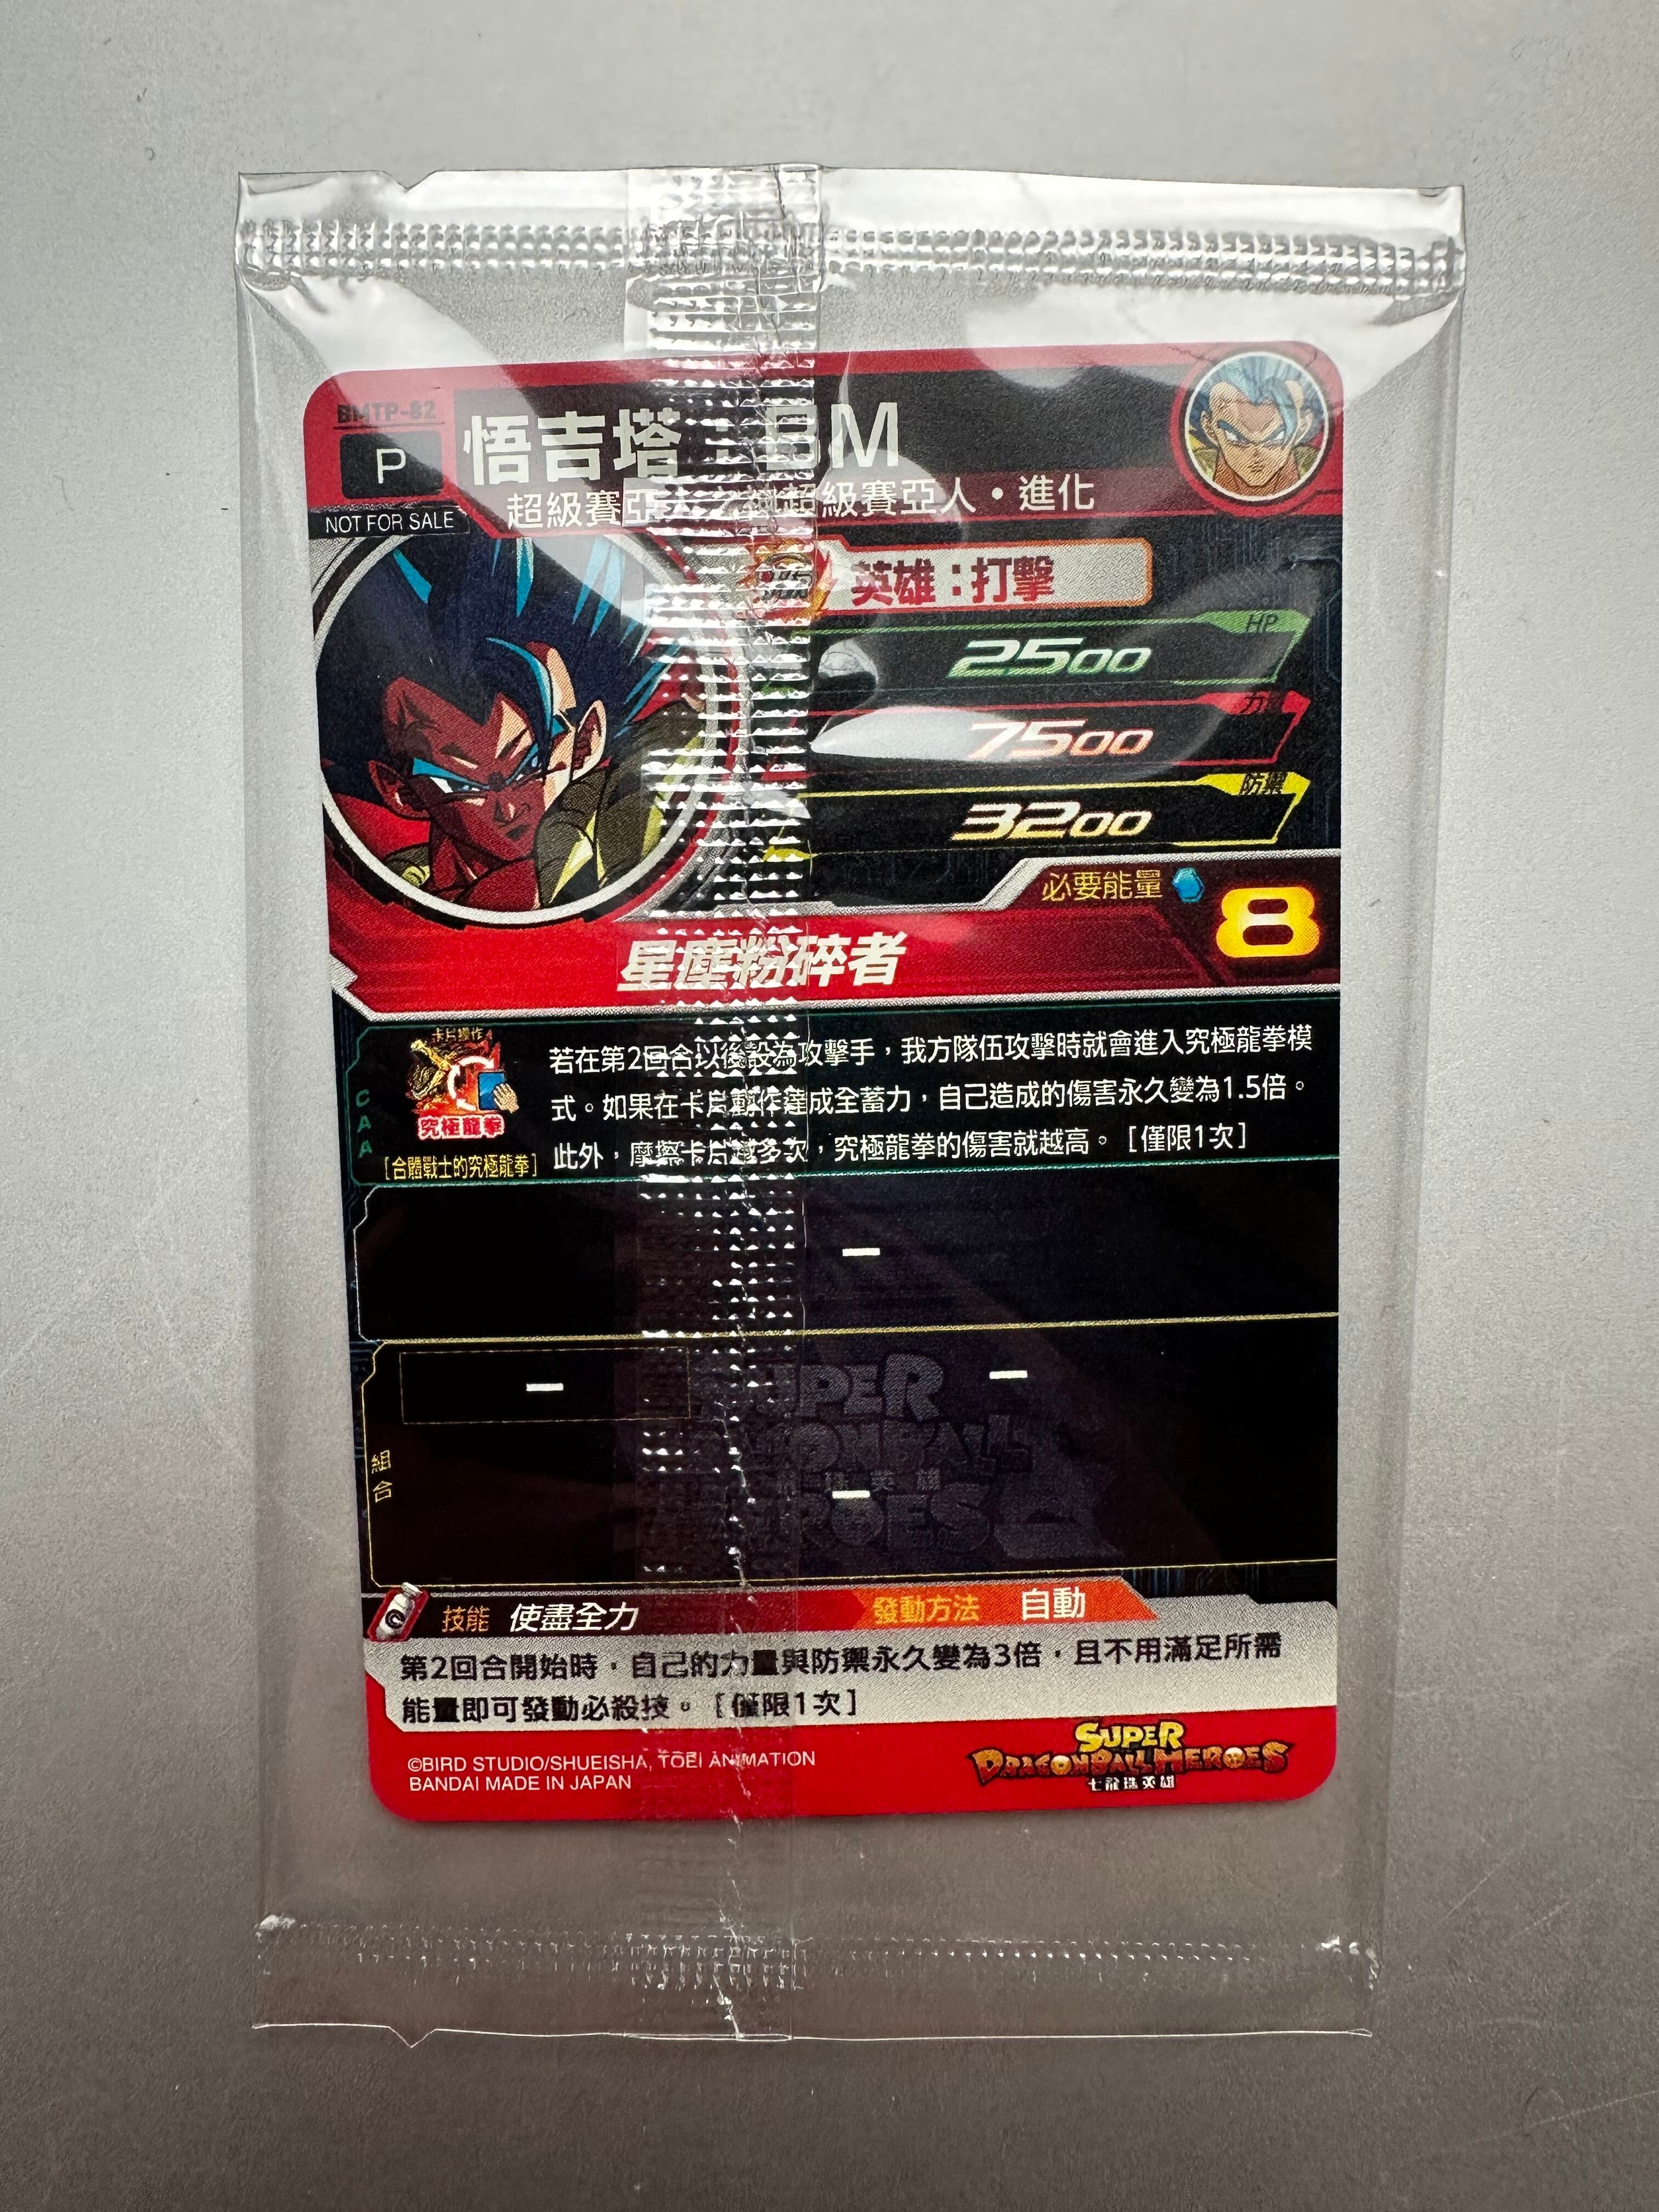 BMTP-62
P
悟吉塔：BM
超級賽亞人之神超級賽亞人・進化
NOT FOR SALE
英雄：打擊
HP
2500
力量
7500
防禦
3200
必要能量
8
星塵粉碎者
CAA
卡片操作
究極龍拳
[合體戰士的究極龍拳]
若在第2回合以後設為攻擊手，我方隊伍攻擊時就會進入究極龍拳模
式。如果在卡片動作達成全蓄力，自己造成的傷害永久變為1.5倍。
此外，摩擦卡片越多次，究極龍拳的傷害就越高。[僅限1次]
－
－
－
組合
－
SUPER
DRAGONBALL
HEROES
技能 使盡全力
發動方法 自動
第2回合開始時，自己的力量與防禦永久變為3倍，且不用滿足所需
能量即可發動必殺技。[僅限1次]
©BIRD STUDIO/SHUEISHA, TOEI ANIMATION
BANDAI MADE IN JAPAN
SUPER
DRAGONBALL HEROES
七龍珠英雄